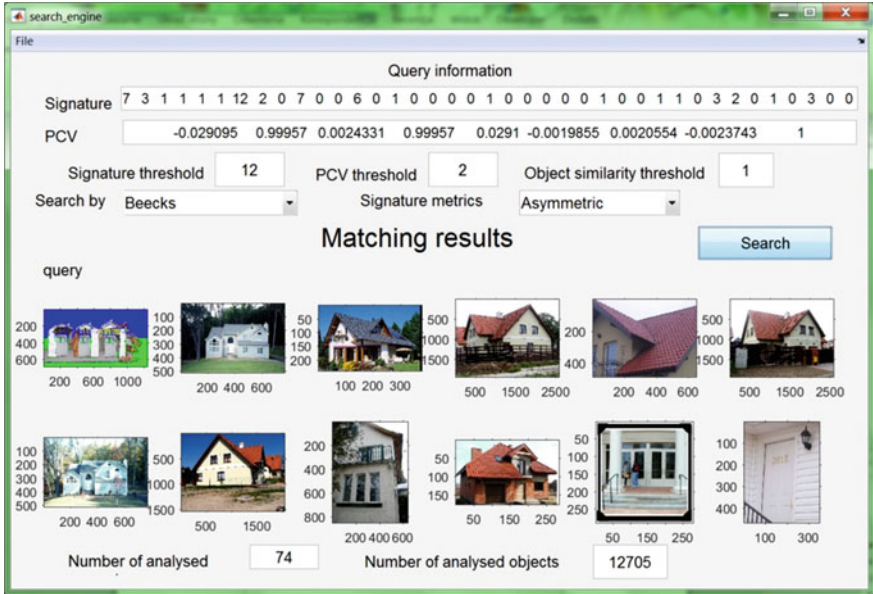 search_engine
File
Query information
Signature 7 3 1 1 1 1 12 2 0 7 0 0 6 0 1 0 0 0 0 1 0 0 0 0 0 1 0 0 1 1 0 3 2 0 1 0 3 0 0
PCV -0.029095 0.99957 0.0024331 0.99957 0.0291 -0.0019855 0.0020554 -0.0023743 1
Signature threshold 12 PCV threshold 2 Object similarity threshold 1
Search by Beecks Signature metrics Asymmetric
Matching results Search
query
200 400 600 200 600 1000
100 200 300 400 500 200 400 600
50 100 150 200 100 200 300
500 1000 1500 500 1500 2500
200 400 200 400 600
500 1000 1500 500 1500 2500
100 200 300 400 500 200 400 600
500 1000 1500 500 1500
200 400 600 800 200 400 600
50 100 150 50 150 250
50 100 150 200 250 50 150 250
100 200 300 400 100 300
Number of analysed 74 Number of analysed objects 12705